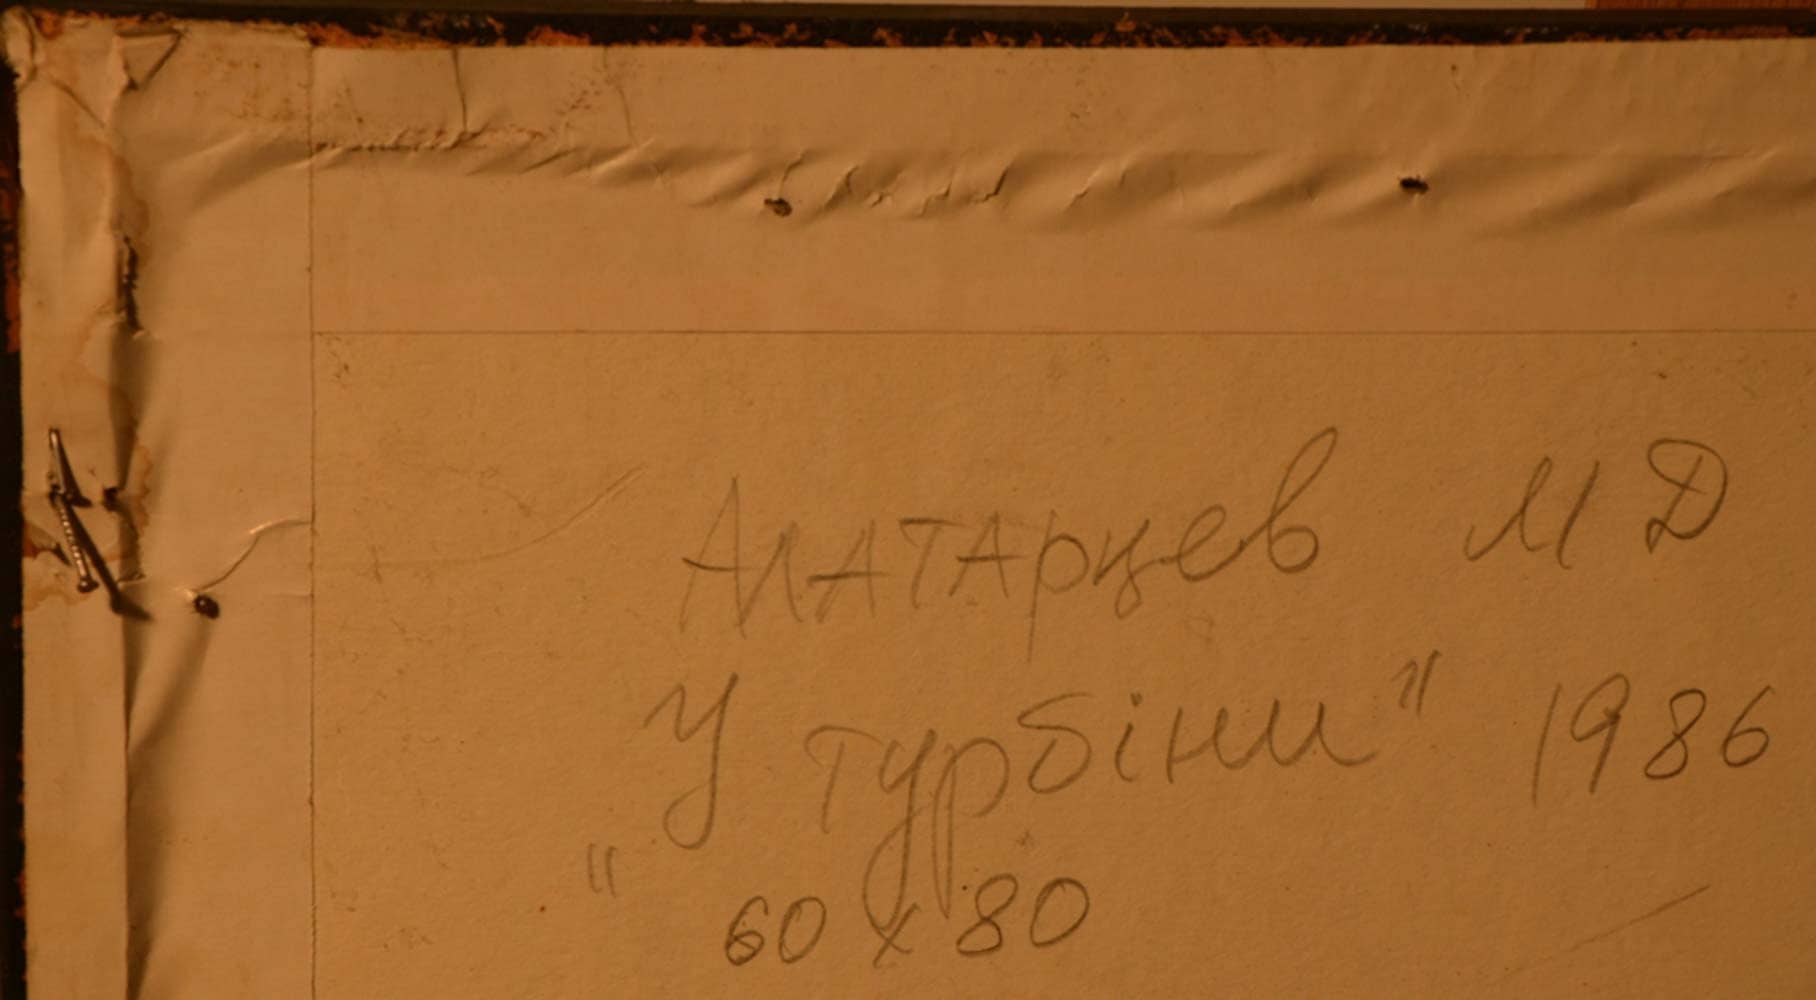 Алатарцев М Д
"У турбіни" 1986
60 x 80